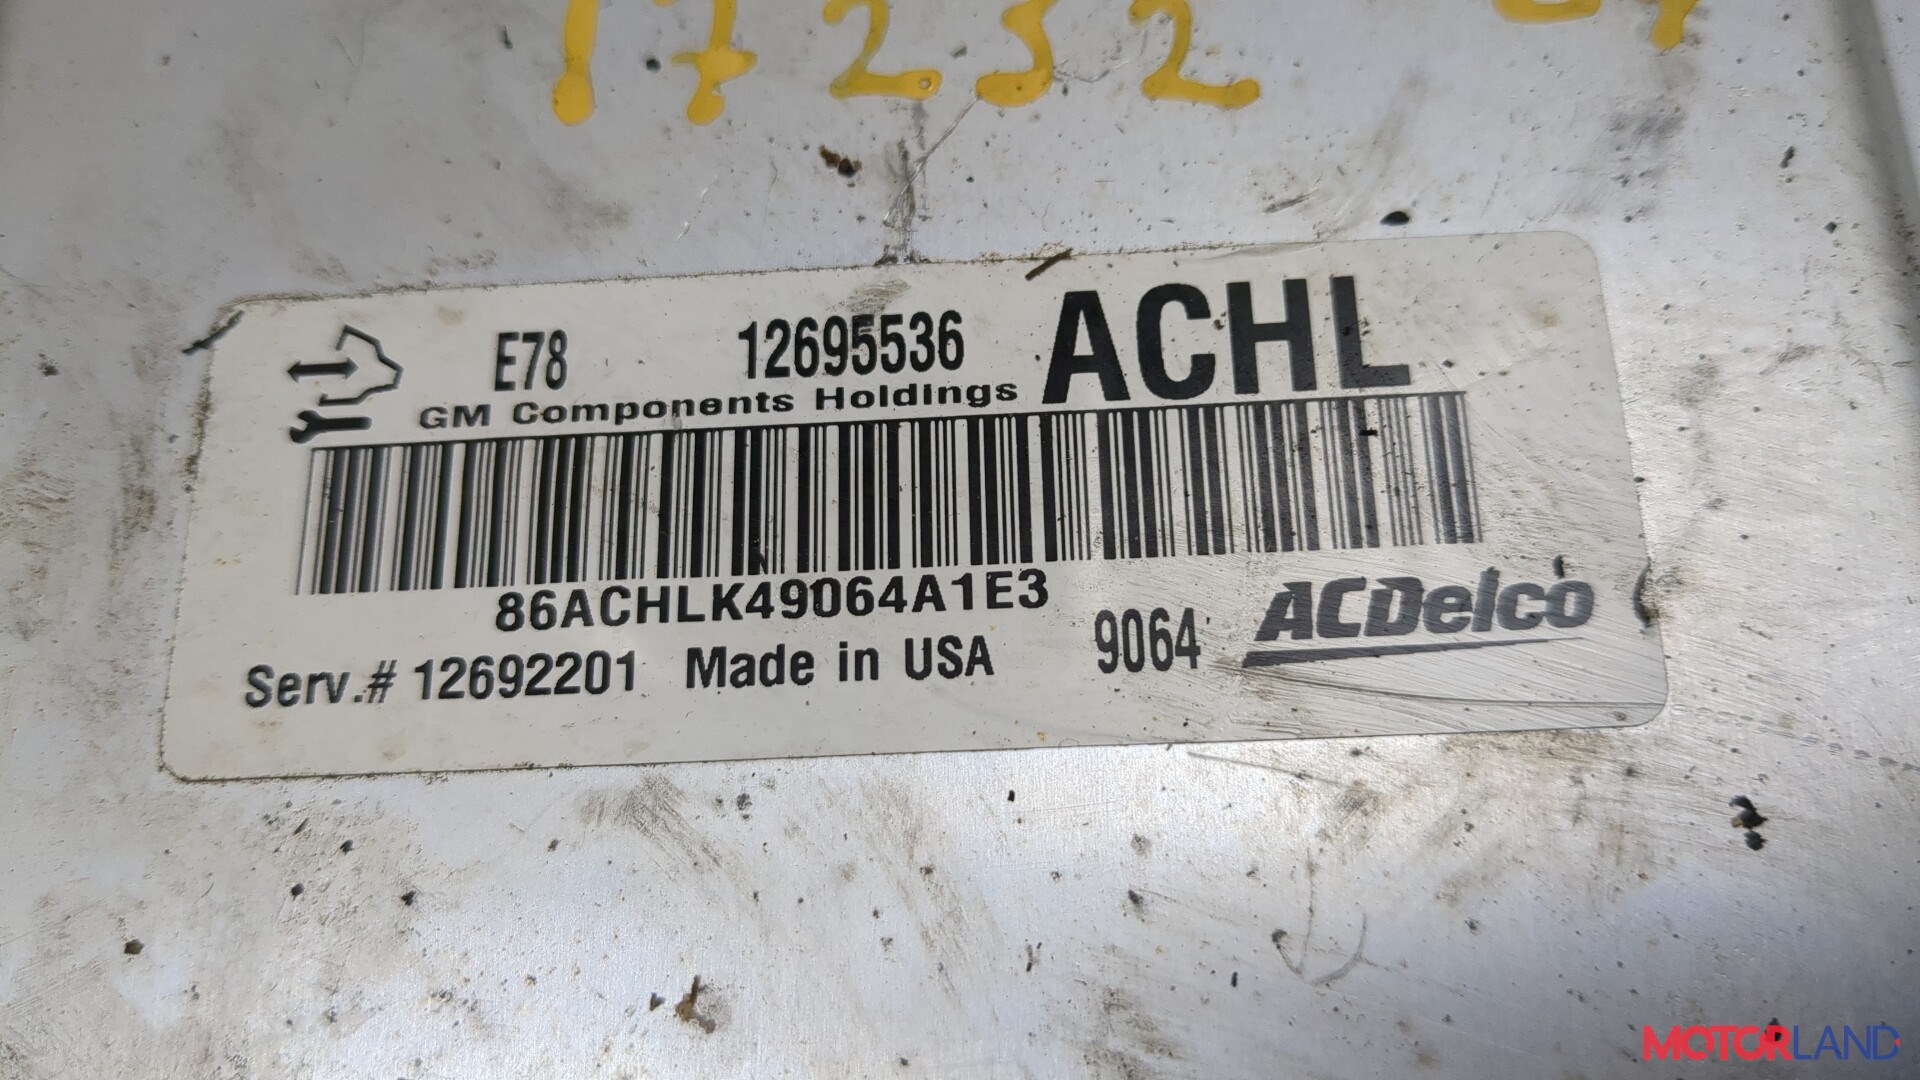 17232
E78 12695536 ACHL
GM Components Holdings
86ACHLK49064A1E3
Serv.# 12692201 Made in USA 9064 ACDelco
MOTORLAND